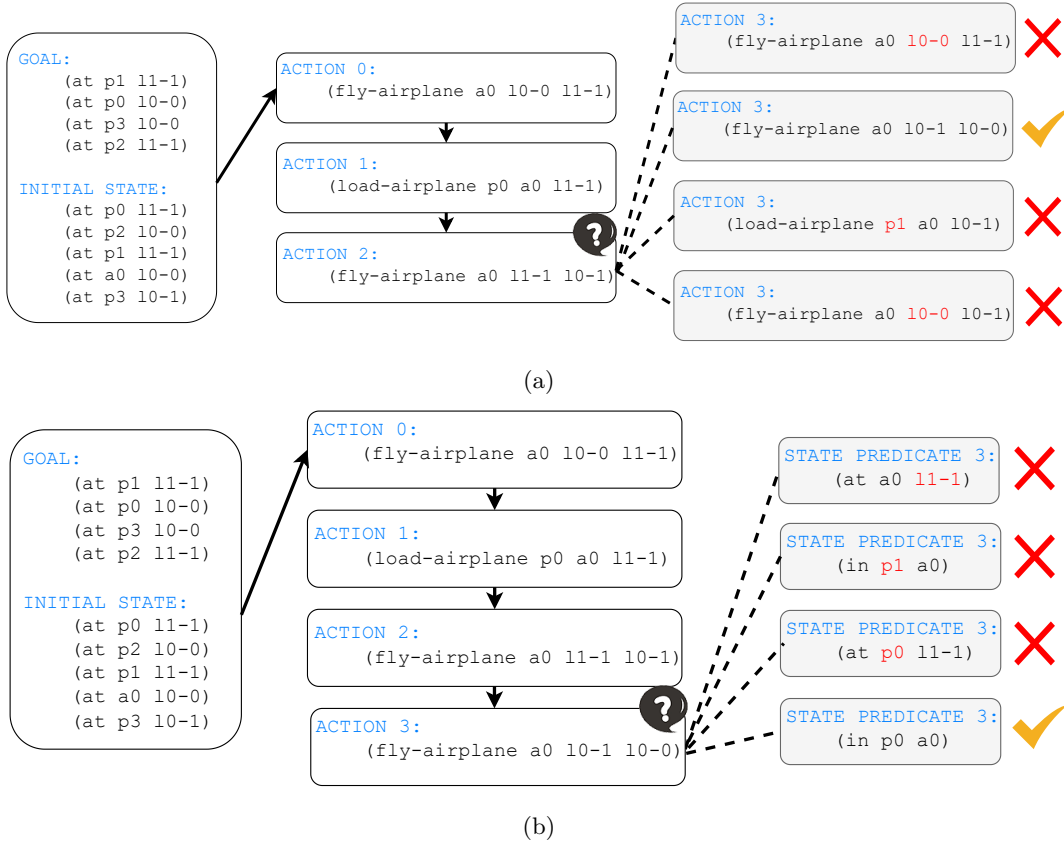 GOAL:
(at p1 l1-1)
(at p0 l0-0)
(at p3 l0-0
(at p2 l1-1)
INITIAL STATE:
(at p0 l1-1)
(at p2 l0-0)
(at p1 l1-1)
(at a0 l0-0)
(at p3 l0-1)
ACTION 0:
(fly-airplane a0 l0-0 l1-1)
ACTION 1:
(load-airplane p0 a0 l1-1)
ACTION 2:
(fly-airplane a0 l1-1 l0-1)
?
ACTION 3:
(fly-airplane a0 l0-0 l1-1)
ACTION 3:
(fly-airplane a0 l0-1 l0-0)
ACTION 3:
(load-airplane p1 a0 l0-1)
ACTION 3:
(fly-airplane a0 l0-0 l0-1)
(a)
GOAL:
(at p1 l1-1)
(at p0 l0-0)
(at p3 l0-0
(at p2 l1-1)
INITIAL STATE:
(at p0 l1-1)
(at p2 l0-0)
(at p1 l1-1)
(at a0 l0-0)
(at p3 l0-1)
ACTION 0:
(fly-airplane a0 l0-0 l1-1)
ACTION 1:
(load-airplane p0 a0 l1-1)
ACTION 2:
(fly-airplane a0 l1-1 l0-1)
?
ACTION 3:
(fly-airplane a0 l0-1 l0-0)
STATE PREDICATE 3:
(at a0 l1-1)
STATE PREDICATE 3:
(in p1 a0)
STATE PREDICATE 3:
(at p0 l1-1)
STATE PREDICATE 3:
(in p0 a0)
(b)